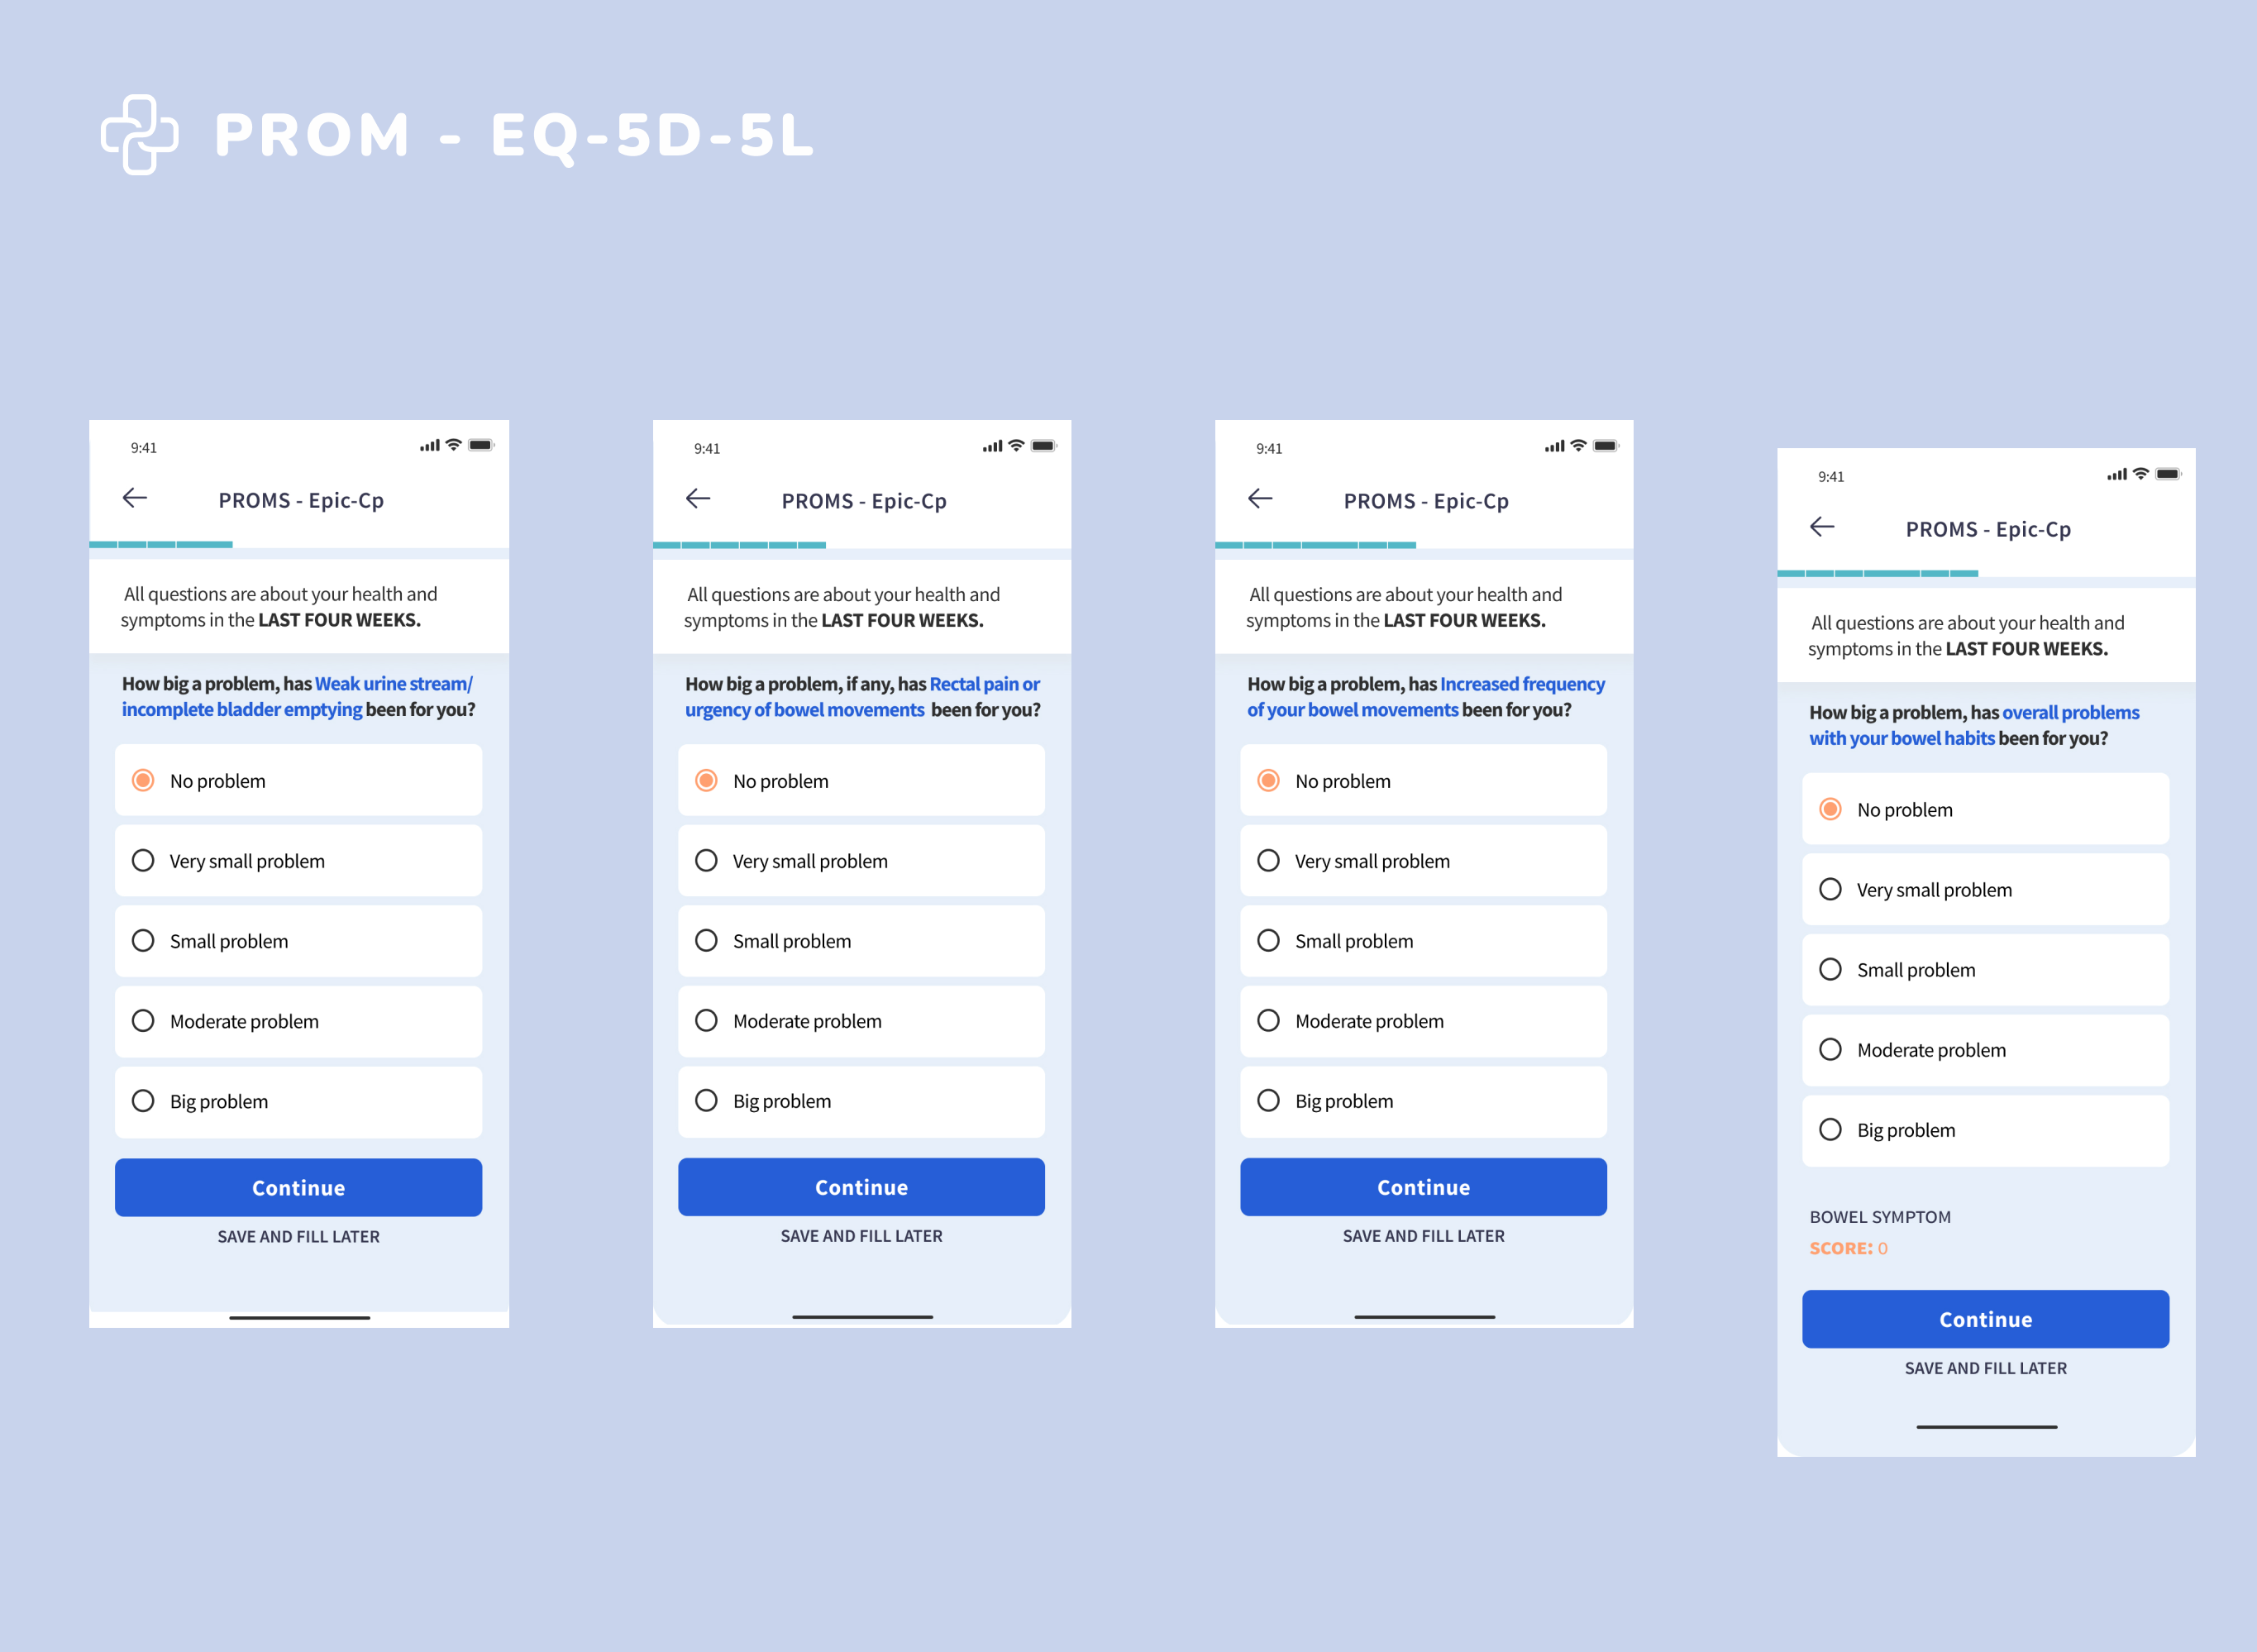 PROM - EQ-5D-5L
9:41
PROMS - Epic-Cp
All questions are about your health and
symptoms in the LAST FOUR WEEKS.
How big a problem, has Weak urine stream/
incomplete bladder emptying been for you?
No problem
Very small problem
Small problem
Moderate problem
Big problem
Continue
SAVE AND FILL LATER
9:41
PROMS - Epic-Cp
All questions are about your health and
symptoms in the LAST FOUR WEEKS.
How big a problem, if any, has Rectal pain or
urgency of bowel movements been for you?
No problem
Very small problem
Small problem
Moderate problem
Big problem
Continue
SAVE AND FILL LATER
9:41
PROMS - Epic-Cp
All questions are about your health and
symptoms in the LAST FOUR WEEKS.
How big a problem, has Increased frequency
of your bowel movements been for you?
No problem
Very small problem
Small problem
Moderate problem
Big problem
Continue
SAVE AND FILL LATER
9:41
PROMS - Epic-Cp
All questions are about your health and
symptoms in the LAST FOUR WEEKS.
How big a problem, has overall problems
with your bowel habits been for you?
No problem
Very small problem
Small problem
Moderate problem
Big problem
BOWEL SYMPTOM
SCORE: 0
Continue
SAVE AND FILL LATER